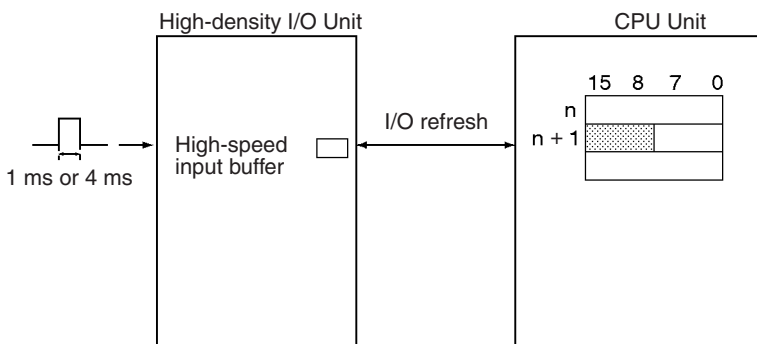 High-density I/O Unit
CPU Unit
15 8 7 0
n
n + 1
I/O refresh
High-speed
input buffer
1 ms or 4 ms